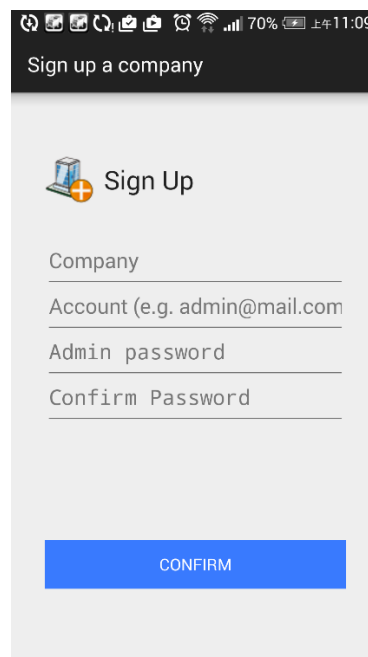 70% 上午11:09
Sign up a company
Sign Up
Company
Account (e.g. admin@mail.com
Admin password
Confirm Password
CONFIRM